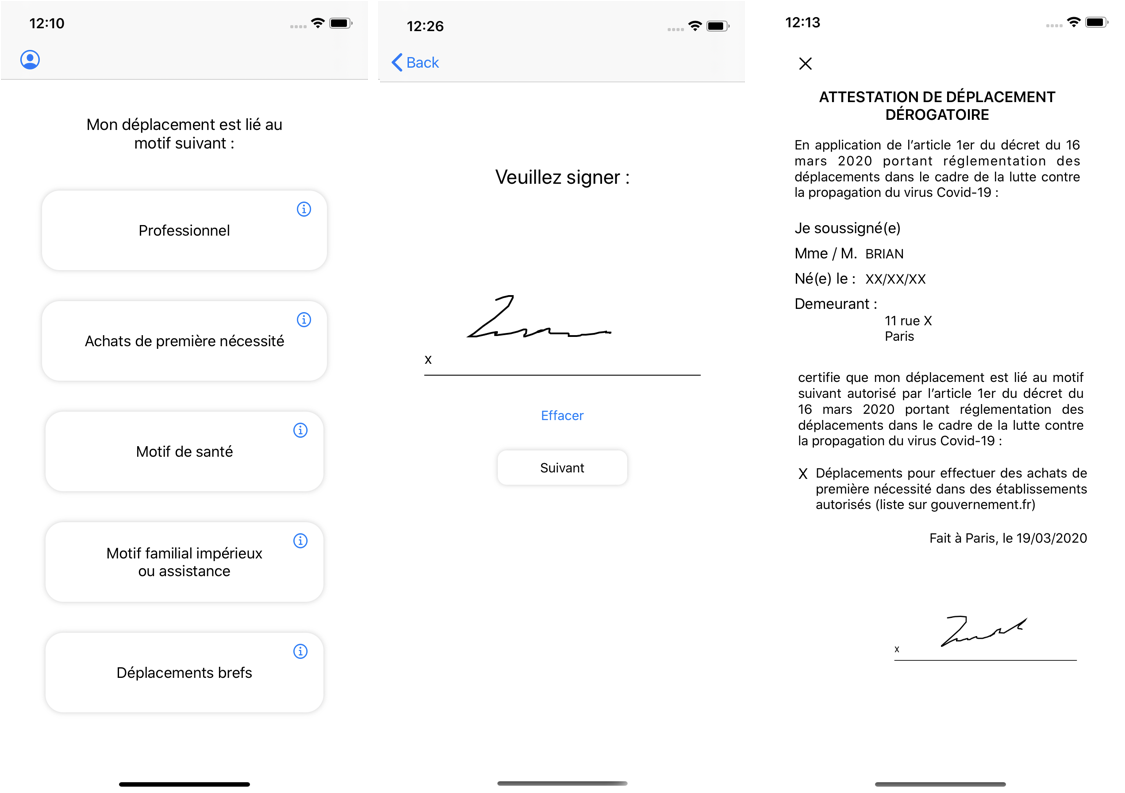 12:10
Mon déplacement est lié au
motif suivant :
Professionnel
Achats de première nécessité
Motif de santé
Motif familial impérieux
ou assistance
Déplacements brefs
12:26
Back
Veuillez signer :
x
Effacer
Suivant
12:13
ATTESTATION DE DÉPLACEMENT
DÉROGATOIRE
En application de l’article 1er du décret du 16
mars 2020 portant réglementation des
déplacements dans le cadre de la lutte contre
la propagation du virus Covid-19 :
Je soussigné(e)
Mme / M. BRIAN
Né(e) le : XX/XX/XX
Demeurant :
11 rue X
Paris
certifie que mon déplacement est lié au motif
suivant autorisé par l’article 1er du décret du
16 mars 2020 portant réglementation des
déplacements dans le cadre de la lutte contre
la propagation du virus Covid-19 :
X Déplacements pour effectuer des achats de
première nécessité dans des établissements
autorisés (liste sur gouvernement.fr)
Fait à Paris, le 19/03/2020
x